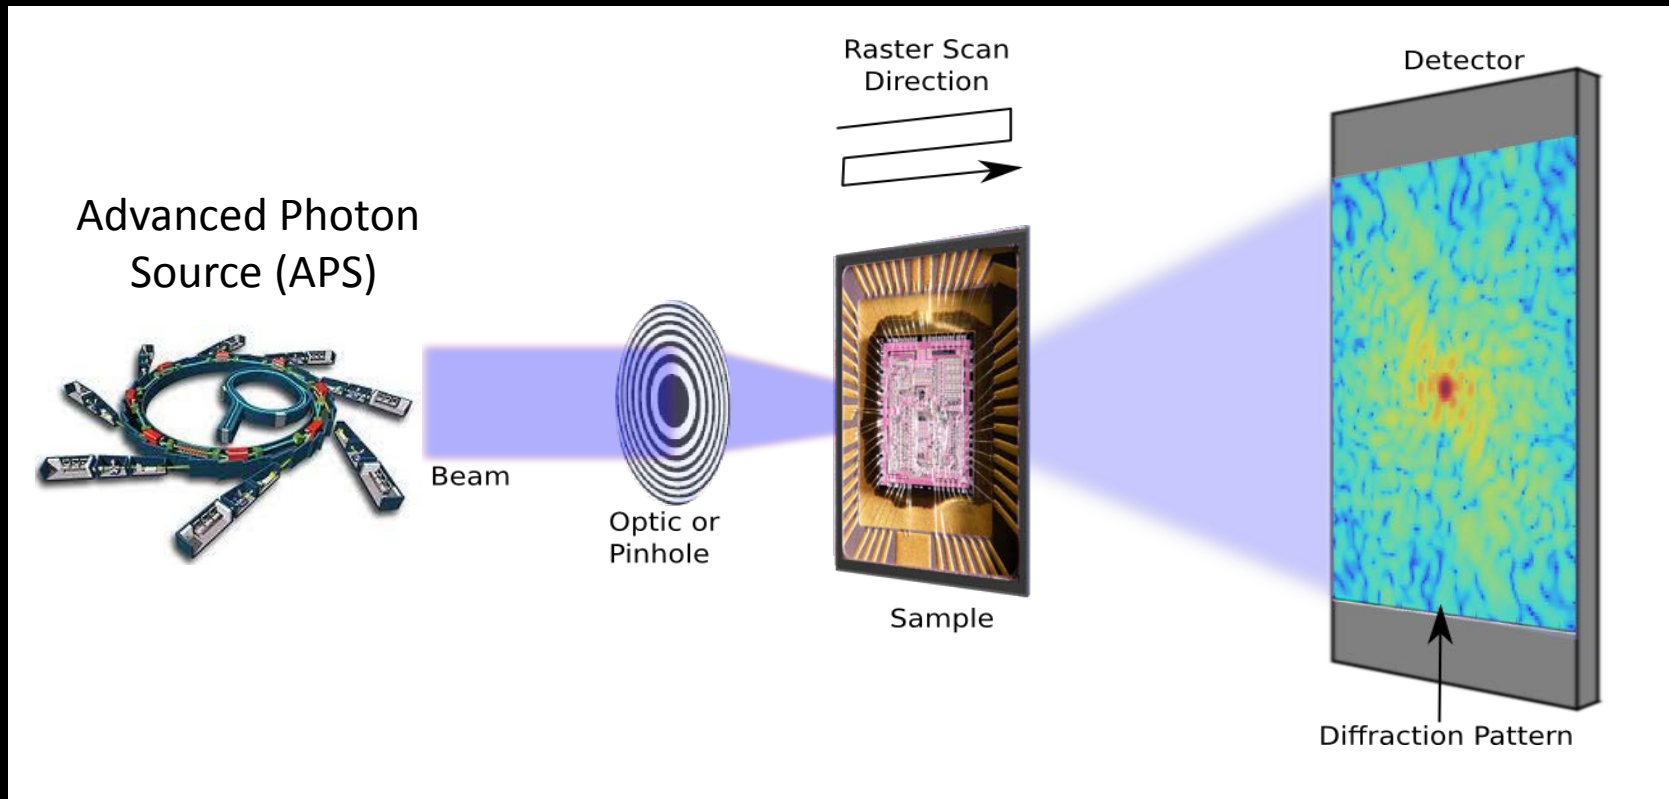 Raster Scan
Direction
Detector
Advanced Photon
Source (APS)
Beam
Optic or
Pinhole
Sample
Diffraction Pattern